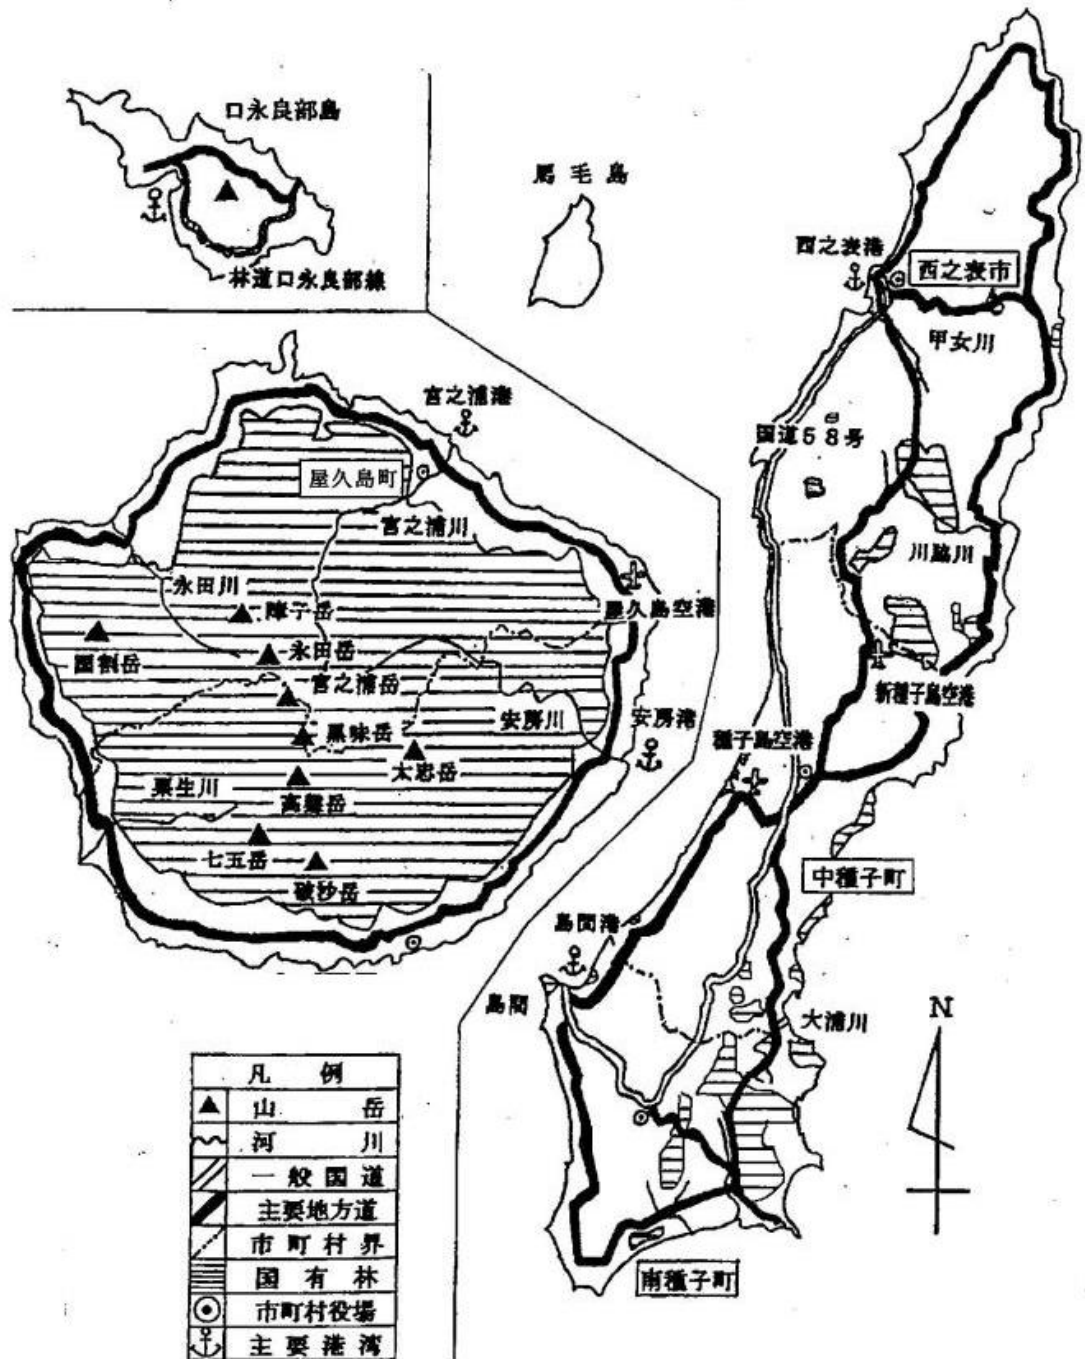 口永良部島
林道口永良部線
馬毛島
西之表港
西之表市
甲女川
国道58号
川脇川
新種子島空港
種子島空港
中種子町
島間港
島間
大浦川
南種子町
宮之浦港
屋久島町
宮之浦川
屋久島空港
永田川
障子岳
国割岳
永田岳
宮之浦岳
黒味岳
太忠岳
安房川
安房港
栗生川
高盤岳
七五岳
破沙岳
N
凡例
山岳
河川
一般国道
主要地方道
市町村界
国有林
市町村役場
主要港湾